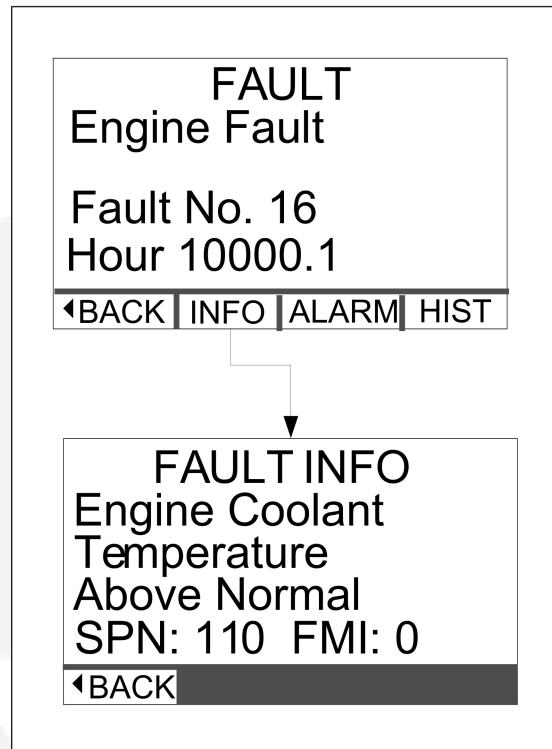 FAULT
Engine Fault
Fault No. 16
Hour 10000.1
BACK INFO ALARM HIST
FAULT INFO
Engine Coolant
Temperature
Above Normal
SPN: 110 FMI: 0
BACK